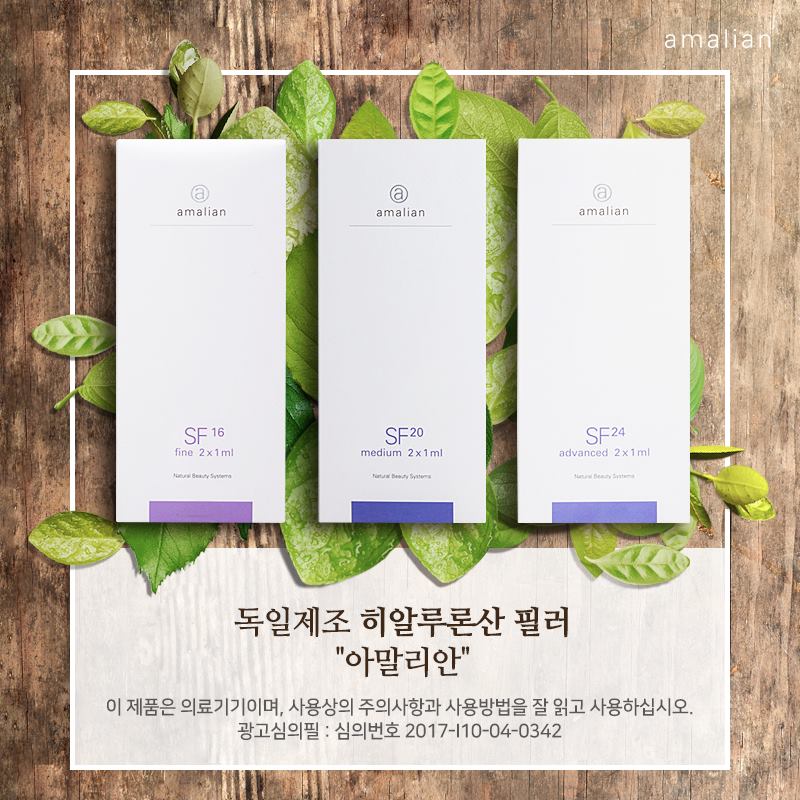 amalian
amalian
SF 16
fine 2 x 1 ml
Natural Beauty Systems
amalian
SF 20
medium 2 x 1 ml
Natural Beauty Systems
amalian
SF 24
advanced 2 x 1 ml
Natural Beauty Systems
독일제조 히알루론산 필러
"아말리안"
이 제품은 의료기기이며, 사용상의 주의사항과 사용방법을 잘 읽고 사용하십시오.
광고심의필 : 심의번호 2017-I10-04-0342